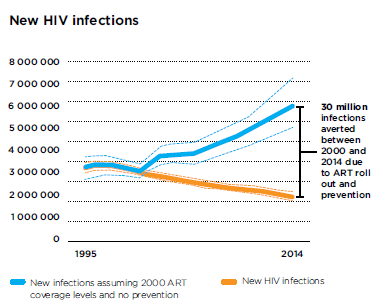 New HIV infections
8 000 000
7 000 000
6 000 000
5 000 000
4 000 000
3 000 000
2 000 000
1 000 000
0
1995
2014
30 million
infections
averted
between
2000 and
2014 due
to ART roll
out and
prevention
New infections assuming 2000 ART
coverage levels and no prevention
New HIV infections